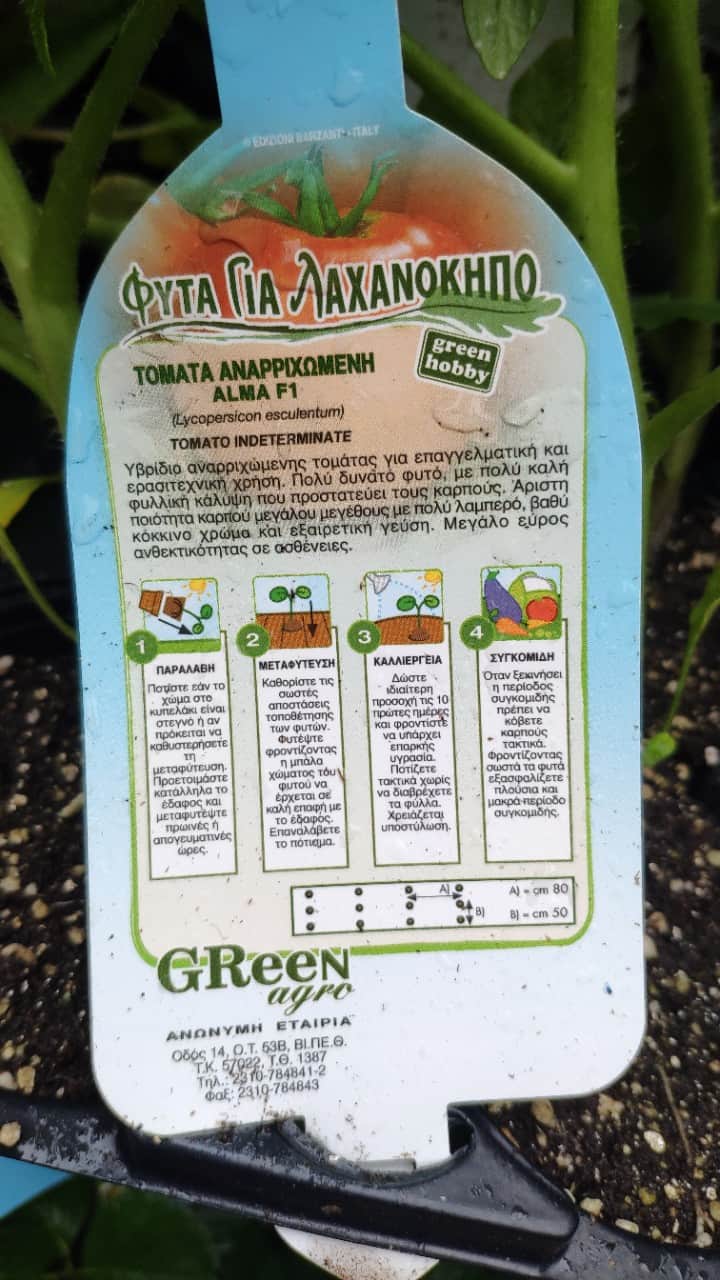 © EDIZIONI BARZANTI - ITALY
ΦΥΤΑ ΓΙΑ ΛΑΧΑΝΟΚΗΠΟ
green
hobby
ΤΟΜΑΤΑ ΑΝΑΡΡΙΧΩΜΕΝΗ
ALMA F1
(Lycopersicon esculentum)
TOMATO INDETERMINATE
Υβρίδιο αναρριχώμενης τομάτας για επαγγελματική και
ερασιτεχνική χρήση. Πολύ δυνατό φυτό, με πολύ καλή
φυλλική κάλυψη που προστατεύει τους καρπούς. Άριστη
ποιότητα καρπού μεγάλου μεγέθους με πολύ λαμπερό, βαθύ
κόκκινο χρώμα και εξαιρετική γεύση. Μεγάλο εύρος
ανθεκτικότητας σε ασθένειες.
1
ΠΑΡΑΛΑΒΗ
Ποτίστε εάν το
χώμα στο
κυπελάκι είναι
στεγνό ή αν
πρόκειται να
καθυστερήσετε
τη
μεταφύτευση.
Προετοιμάστε
κατάλληλα το
έδαφος και
μεταφυτέψτε
πρωινές ή
απογευματινές
ώρες.
2
ΜΕΤΑΦΥΤΕΥΣΗ
Καθορίστε τις
σωστές
αποστάσεις
τοποθέτησης
των φυτών.
Φυτέψτε
φροντίζοντας
η μπάλα
χώματος του
φυτού να
έρχεται σε
καλή επαφή με
το έδαφος.
Επαναλάβετε
το πότισμα.
3
ΚΑΛΛΙΕΡΓΕΙΑ
Δώστε
ιδιαίτερη
προσοχή τις 10
πρώτες ημέρες
και φροντίστε
να υπάρχει
επαρκής
υγρασία.
Ποτίζετε
τακτικά χωρίς
να διαβρέχετε
τα φύλλα.
Χρειάζεται
υποστύλωση.
4
ΣΥΓΚΟΜΙΔΗ
Όταν ξεκινήσει
η περίοδος
συγκομιδής
πρέπει να
κόβετε
καρπούς
τακτικά.
Φροντίζοντας
σωστά τα φυτά
εξασφαλίζετε
πλούσια και
μακρά περίοδο
συγκομιδής.
A)
B)
A) = cm 80
B) = cm 50
GReeN
agro
ΑΝΩΝΥΜΗ ΕΤΑΙΡΙΑ
Οδός 14, Ο.Τ. 53Β, ΒΙ.ΠΕ.Θ.
Τ.Κ. 57022, Τ.Θ. 1387
Τηλ.: 2310-784841-2
Φαξ: 2310-784843